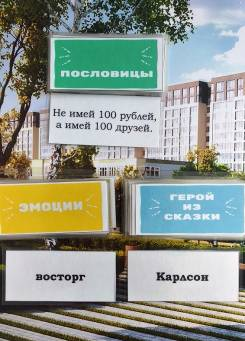 ПОСЛОВИЦЫ
Не имей 100 рублей,
а имей 100 друзей.
ЭМОЦИИ
ГЕРОЙ
ИЗ
СКАЗКИ
восторг
Карлсон